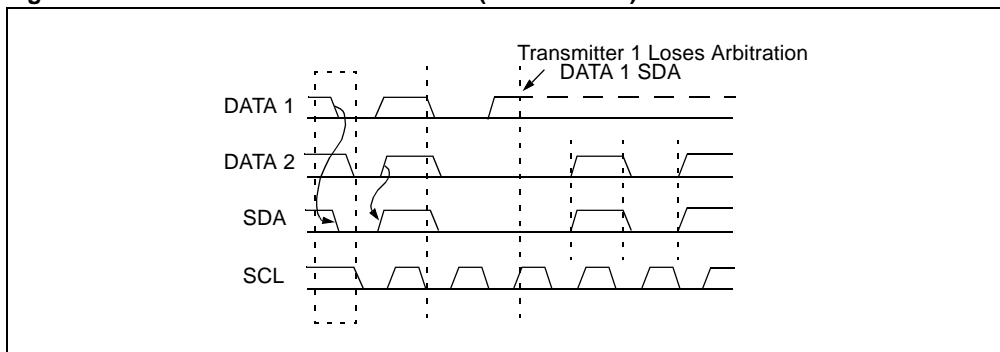 Transmitter 1 Loses Arbitration
DATA 1 SDA
DATA 1
DATA 2
SDA
SCL